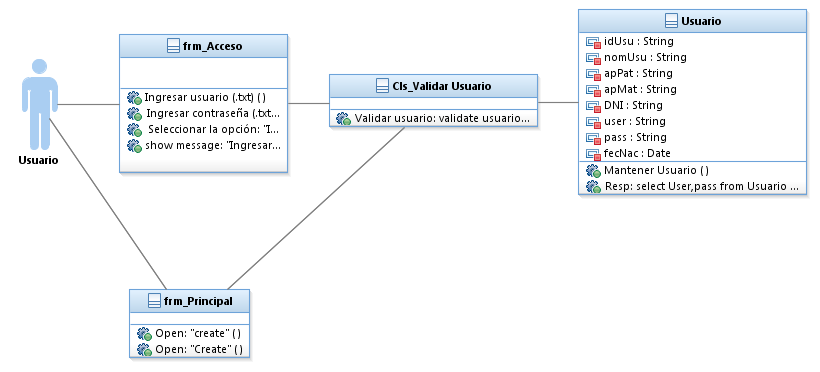 Usuario
frm_Acceso
Ingresar usuario (.txt) ( )
Ingresar contraseña (.txt...
Seleccionar la opción: "I...
show message: "Ingresar...
Cls_Validar Usuario
Validar usuario: validate usuario...
Usuario
idUsu : String
nomUsu : String
apPat : String
apMat : String
DNI : String
user : String
pass : String
fecNac : Date
Mantener Usuario ( )
Resp: select User,pass from Usuario ...
frm_Principal
Open: "create" ( )
Open: "Create" ( )